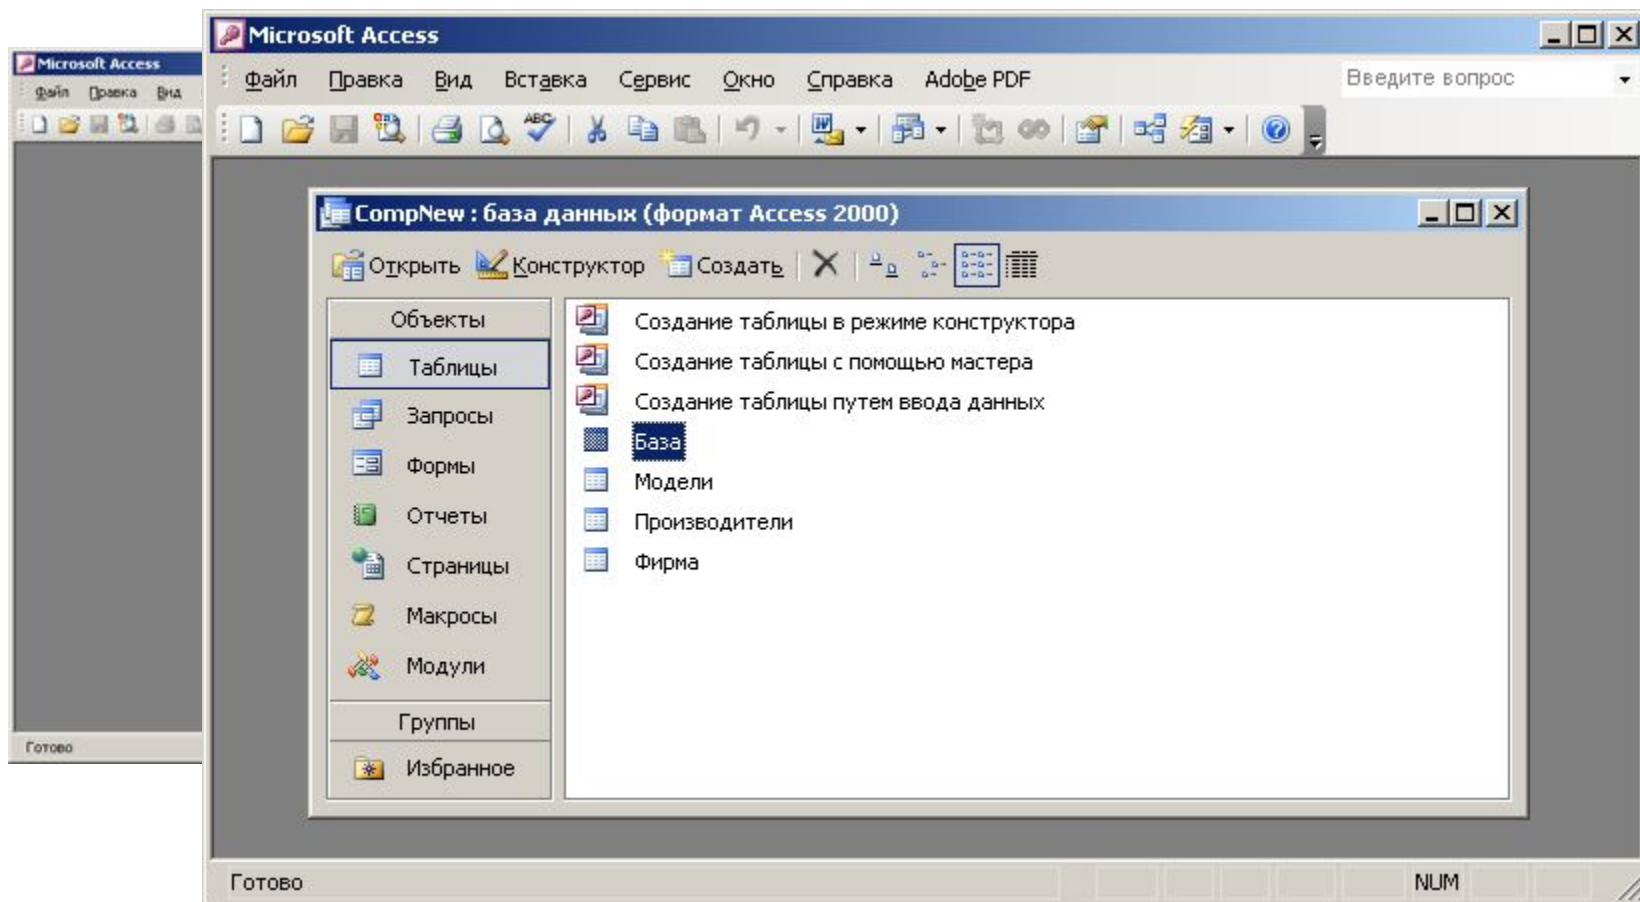 Microsoft Access
Файл Правка Вид
Готово
Microsoft Access
Файл Правка Вид Вставка Сервис Окно Справка Adobe PDF Введите вопрос
CompNew : база данных (формат Access 2000)
Открыть Конструктор Создать
Объекты
Таблицы
Запросы
Формы
Отчеты
Страницы
Макросы
Модули
Группы
Избранное
Создание таблицы в режиме конструктора
Создание таблицы с помощью мастера
Создание таблицы путем ввода данных
База
Модели
Производители
Фирма
Готово NUM